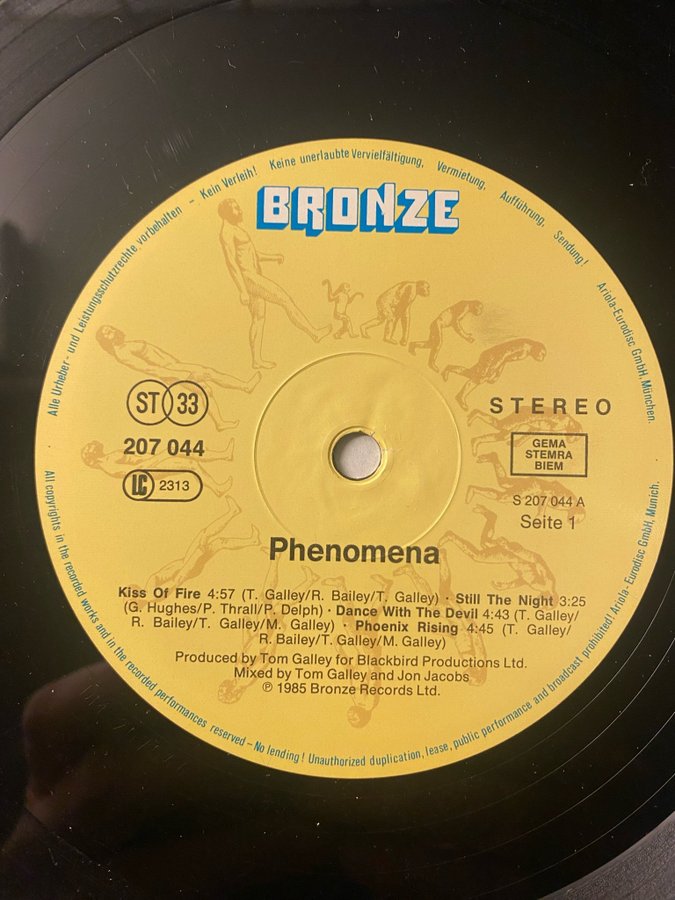 Alle Urheber- und Leistungsschutzrechte vorbehalten – Kein Verleih! Keine unerlaubte Vervielfältigung, Vermietung, Aufführung, Sendung!
Ariola-Eurodisc GmbH, München.
BRONZE
ST 33
207 044
LC 2313
STEREO
GEMA
STEMRA
BIEM
S 207 044 A
Seite 1
Phenomena
Kiss Of Fire 4:57 (T. Galley/R. Bailey/T. Galley) · Still The Night 3:25
(G. Hughes/P. Thrall/P. Delph) · Dance With The Devil 4:43 (T. Galley/
R. Bailey/T. Galley/M. Galley) · Phoenix Rising 4:45 (T. Galley/
R. Bailey/T. Galley/M. Galley)
Produced by Tom Galley for Blackbird Productions Ltd.
Mixed by Tom Galley and Jon Jacobs
℗ 1985 Bronze Records Ltd.
All copyrights in the recorded works and in the recorded performances reserved – No lending! Unauthorized duplication, lease, public performance and broadcast prohibited! Ariola-Eurodisc GmbH, Munich.